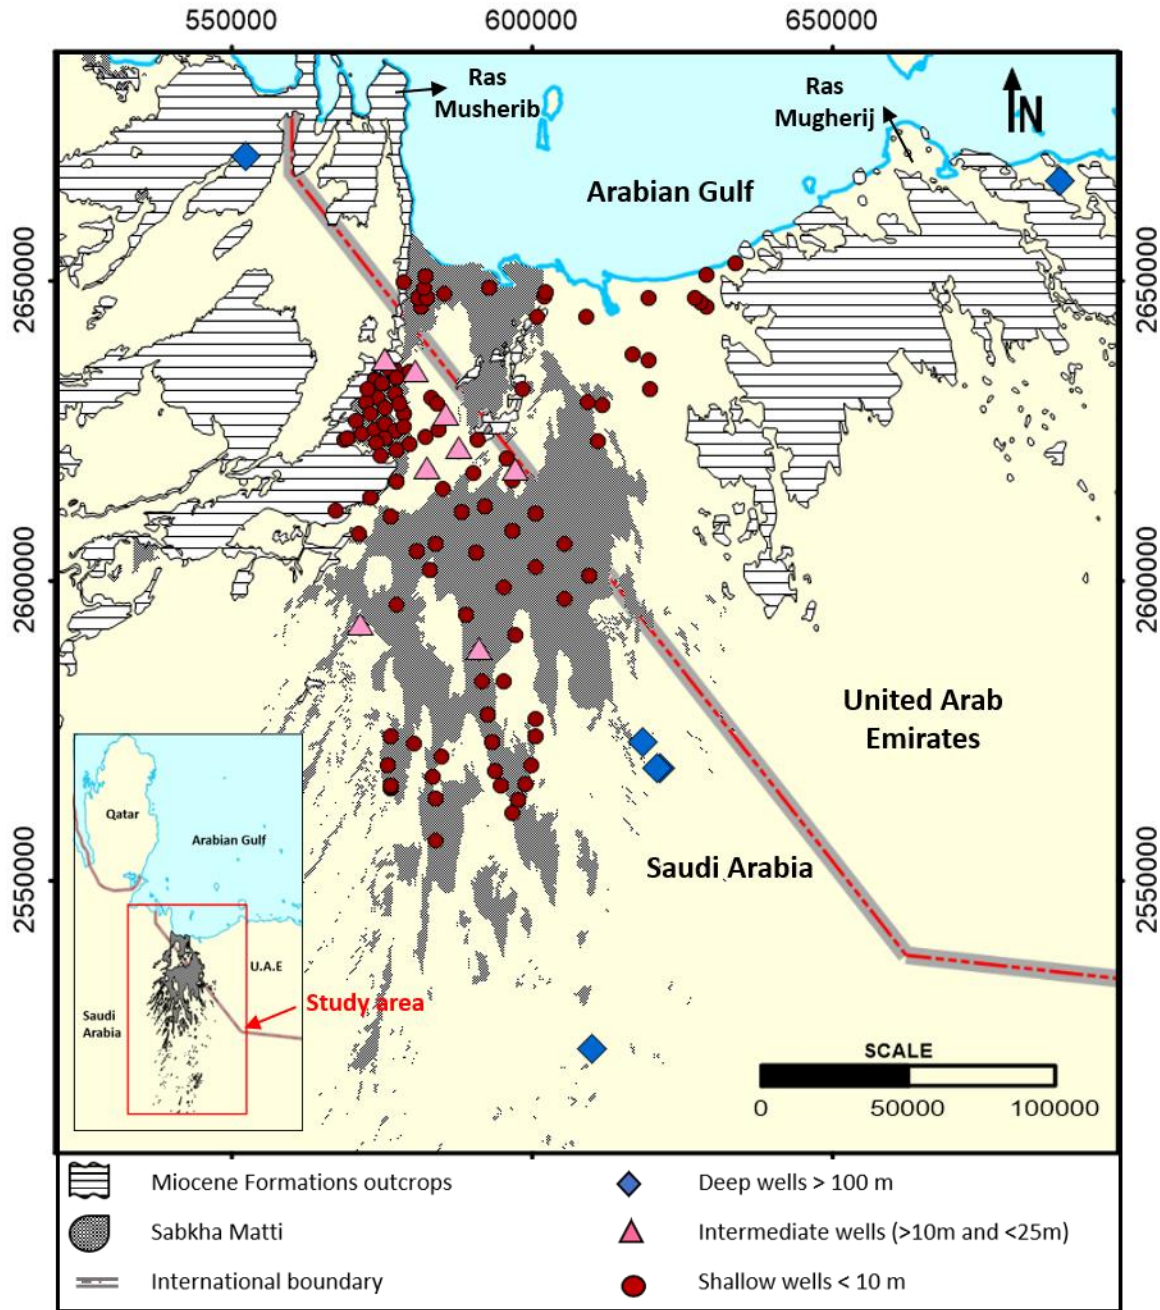 550000
600000
650000
Ras
Musherib
Ras
Mugherij
N
Arabian Gulf
2650000
2650000
2600000
2600000
United Arab
Emirates
Saudi Arabia
2550000
2550000
Qatar
Arabian Gulf
U.A.E
Saudi
Arabia
Study area
SCALE
0
50000
100000
Miocene Formations outcrops
Deep wells > 100 m
Sabkha Matti
Intermediate wells (>10m and <25m)
International boundary
Shallow wells < 10 m